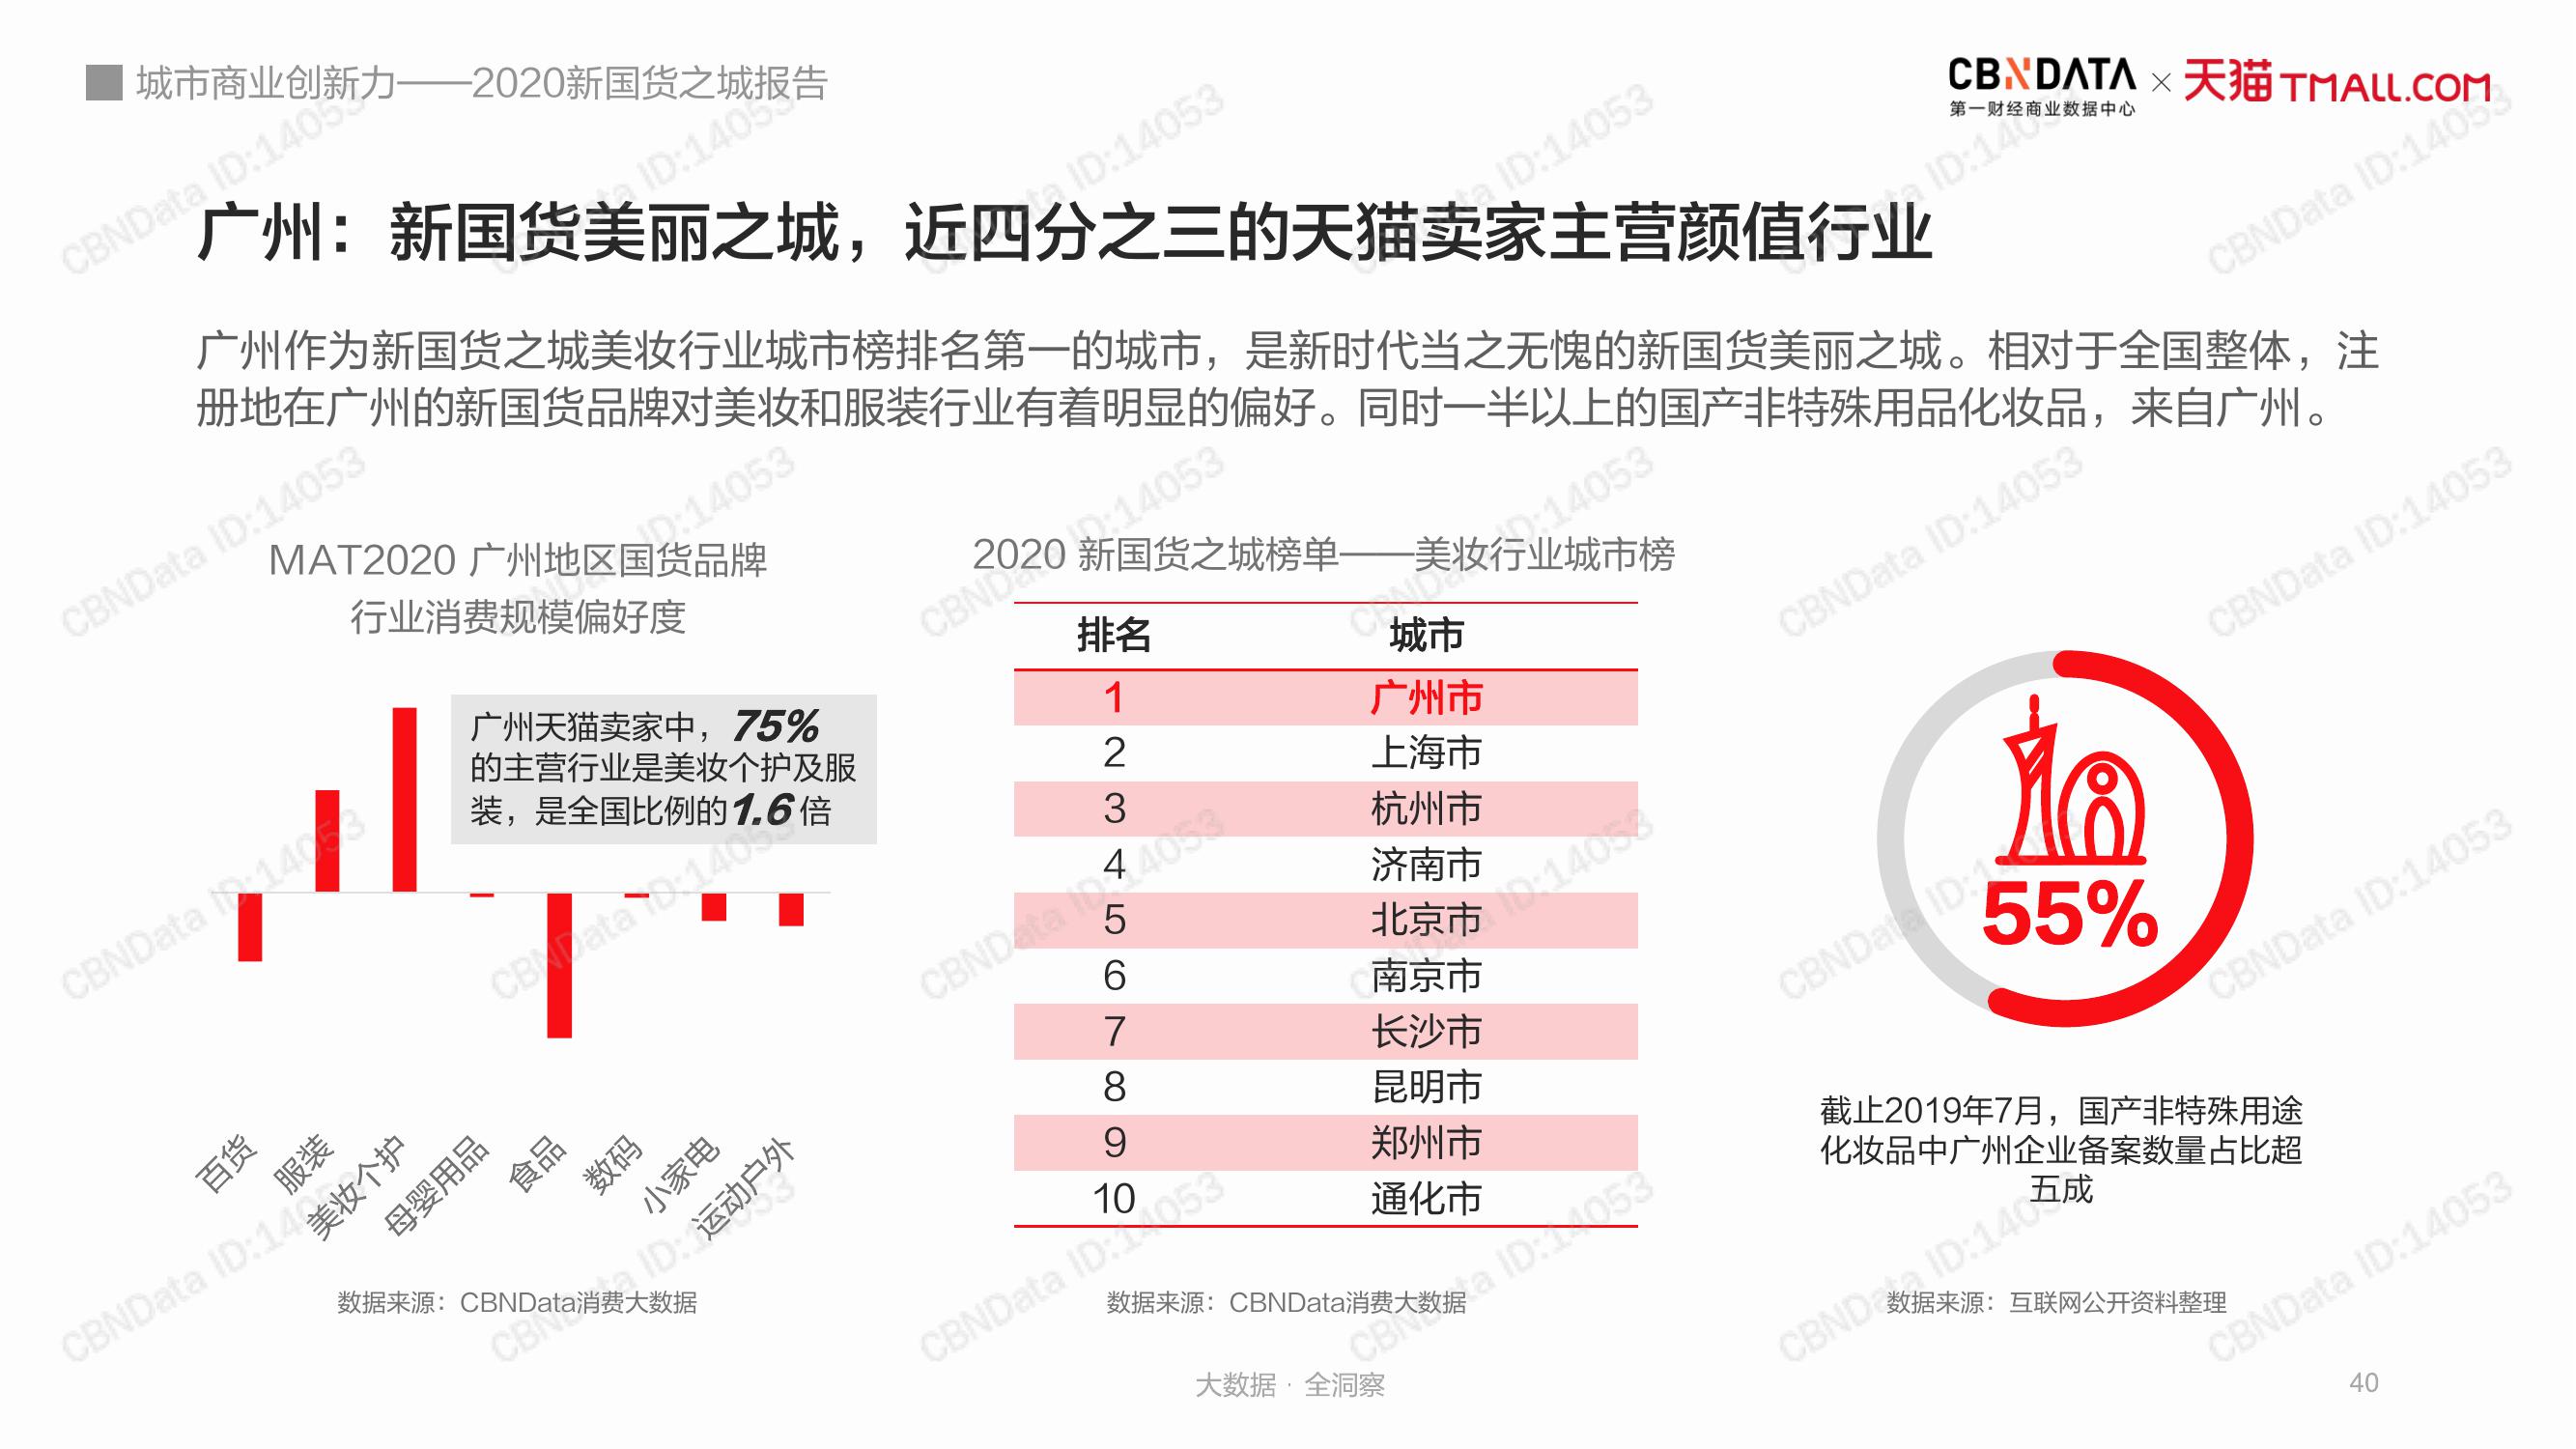 城市商业创新力——2020新国货之城报告
CBNDATA
第一财经商业数据中心
×
天猫 TMALL.COM
广州：新国货美丽之城，近四分之三的天猫卖家主营颜值行业
广州作为新国货之城美妆行业城市榜排名第一的城市，是新时代当之无愧的新国货美丽之城。相对于全国整体，注
册地在广州的新国货品牌对美妆和服装行业有着明显的偏好。同时一半以上的国产非特殊用品化妆品，来自广州。
MAT2020 广州地区国货品牌
行业消费规模偏好度
广州天猫卖家中，75%
的主营行业是美妆个护及服
装，是全国比例的1.6 倍
百货
服装
美妆个护
母婴用品
食品
数码
小家电
运动户外
数据来源：CBNData消费大数据
2020 新国货之城榜单——美妆行业城市榜
排名 城市
1 广州市
2 上海市
3 杭州市
4 济南市
5 北京市
6 南京市
7 长沙市
8 昆明市
9 郑州市
10 通化市
数据来源：CBNData消费大数据
55%
截止2019年7月，国产非特殊用途
化妆品中广州企业备案数量占比超
五成
数据来源：互联网公开资料整理
大数据 · 全洞察
40
CBNData ID:14053